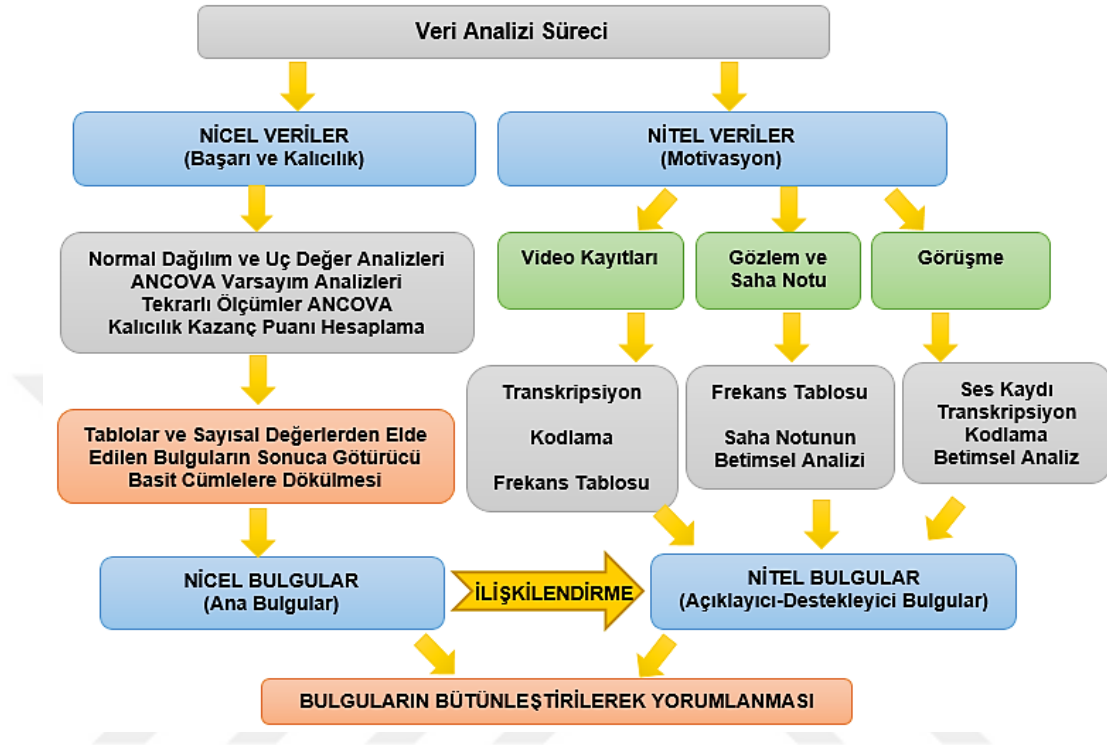 Veri Analizi Süreci
NİCEL VERİLER
(Başarı ve Kalıcılık)
NİTEL VERİLER
(Motivasyon)
Normal Dağılım ve Uç Değer Analizleri
ANCOVA Varsayım Analizleri
Tekrarlı Ölçümler ANCOVA
Kalıcılık Kazanç Puanı Hesaplama
Video Kayıtları
Gözlem ve
Saha Notu
Görüşme
Transkripsiyon
Kodlama
Frekans Tablosu
Frekans Tablosu
Saha Notunun
Betimsel Analizi
Ses Kaydı
Transkripsiyon
Kodlama
Betimsel Analiz
Tablolar ve Sayısal Değerlerden Elde
Edilen Bulguların Sonuca Götürücü
Basit Cümlelere Dökülmesi
NİCEL BULGULAR
(Ana Bulgular)
İLİŞKİLENDİRME
NİTEL BULGULAR
(Açıklayıcı-Destekleyici Bulgular)
BULGULARIN BÜTÜNLEŞTİRİLEREK YORUMLANMASI